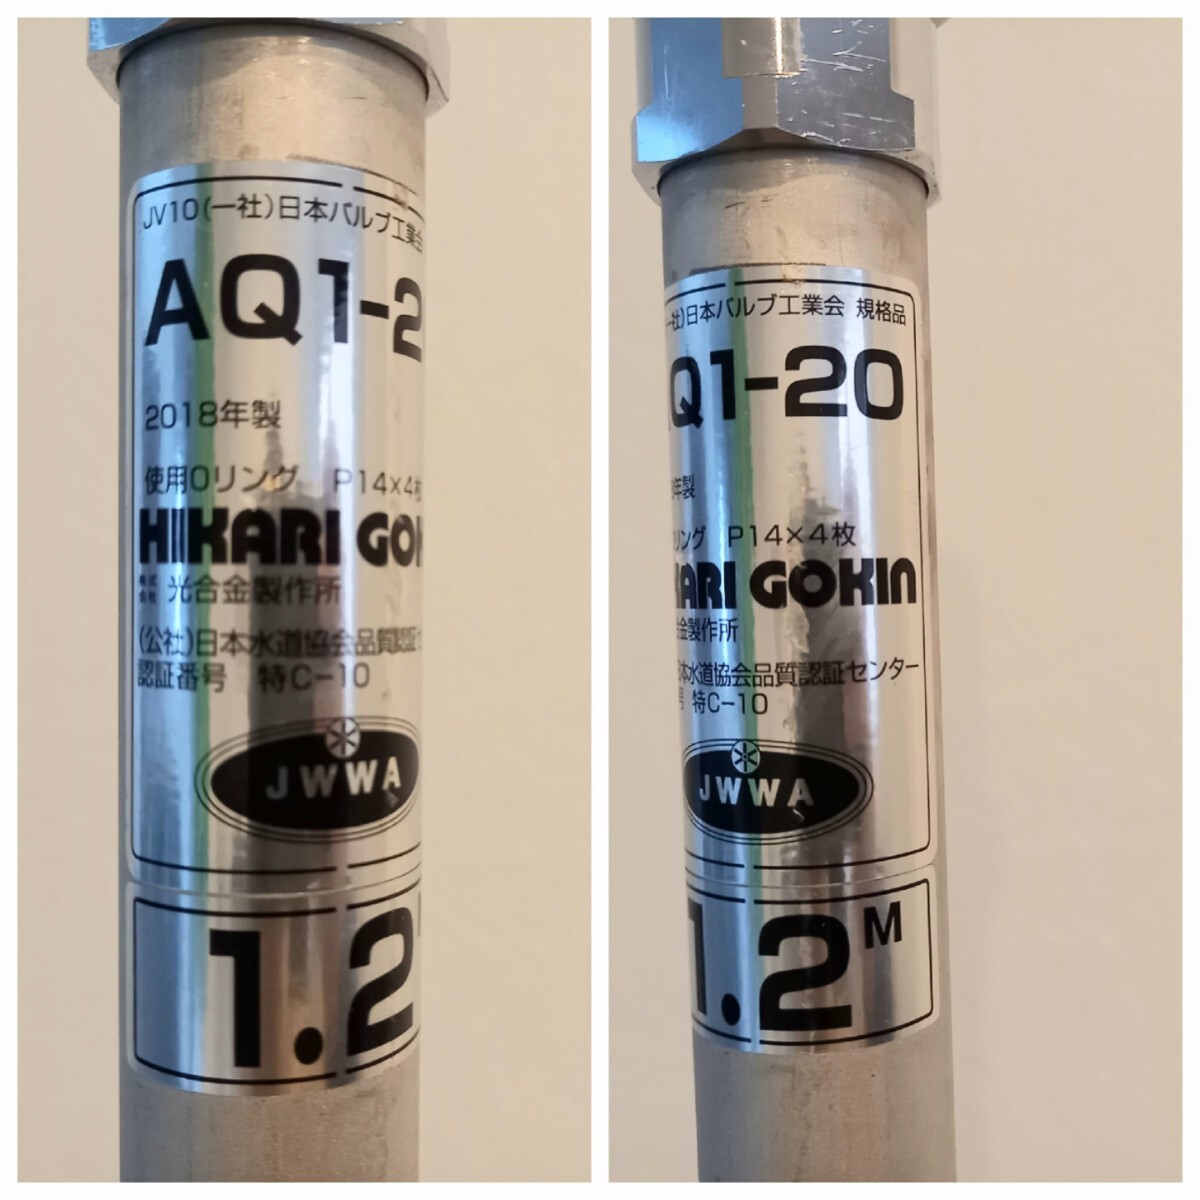 JV10(一社)日本バルブ工業会
AQ1-2
2018年製
使用Oリング P14×4枚
HIKARI GOK
株式会社 光合金製作所
(公社)日本水道協会品質認証セ
認証番号 特C-10
JWWA
1.2
一社)日本バルブ工業会 規格品
Q1-20
年製
リング P14×4枚
KARI GOKIN
合金製作所
日本水道協会品質認証センター
号 特C-10
JWWA
1.2M